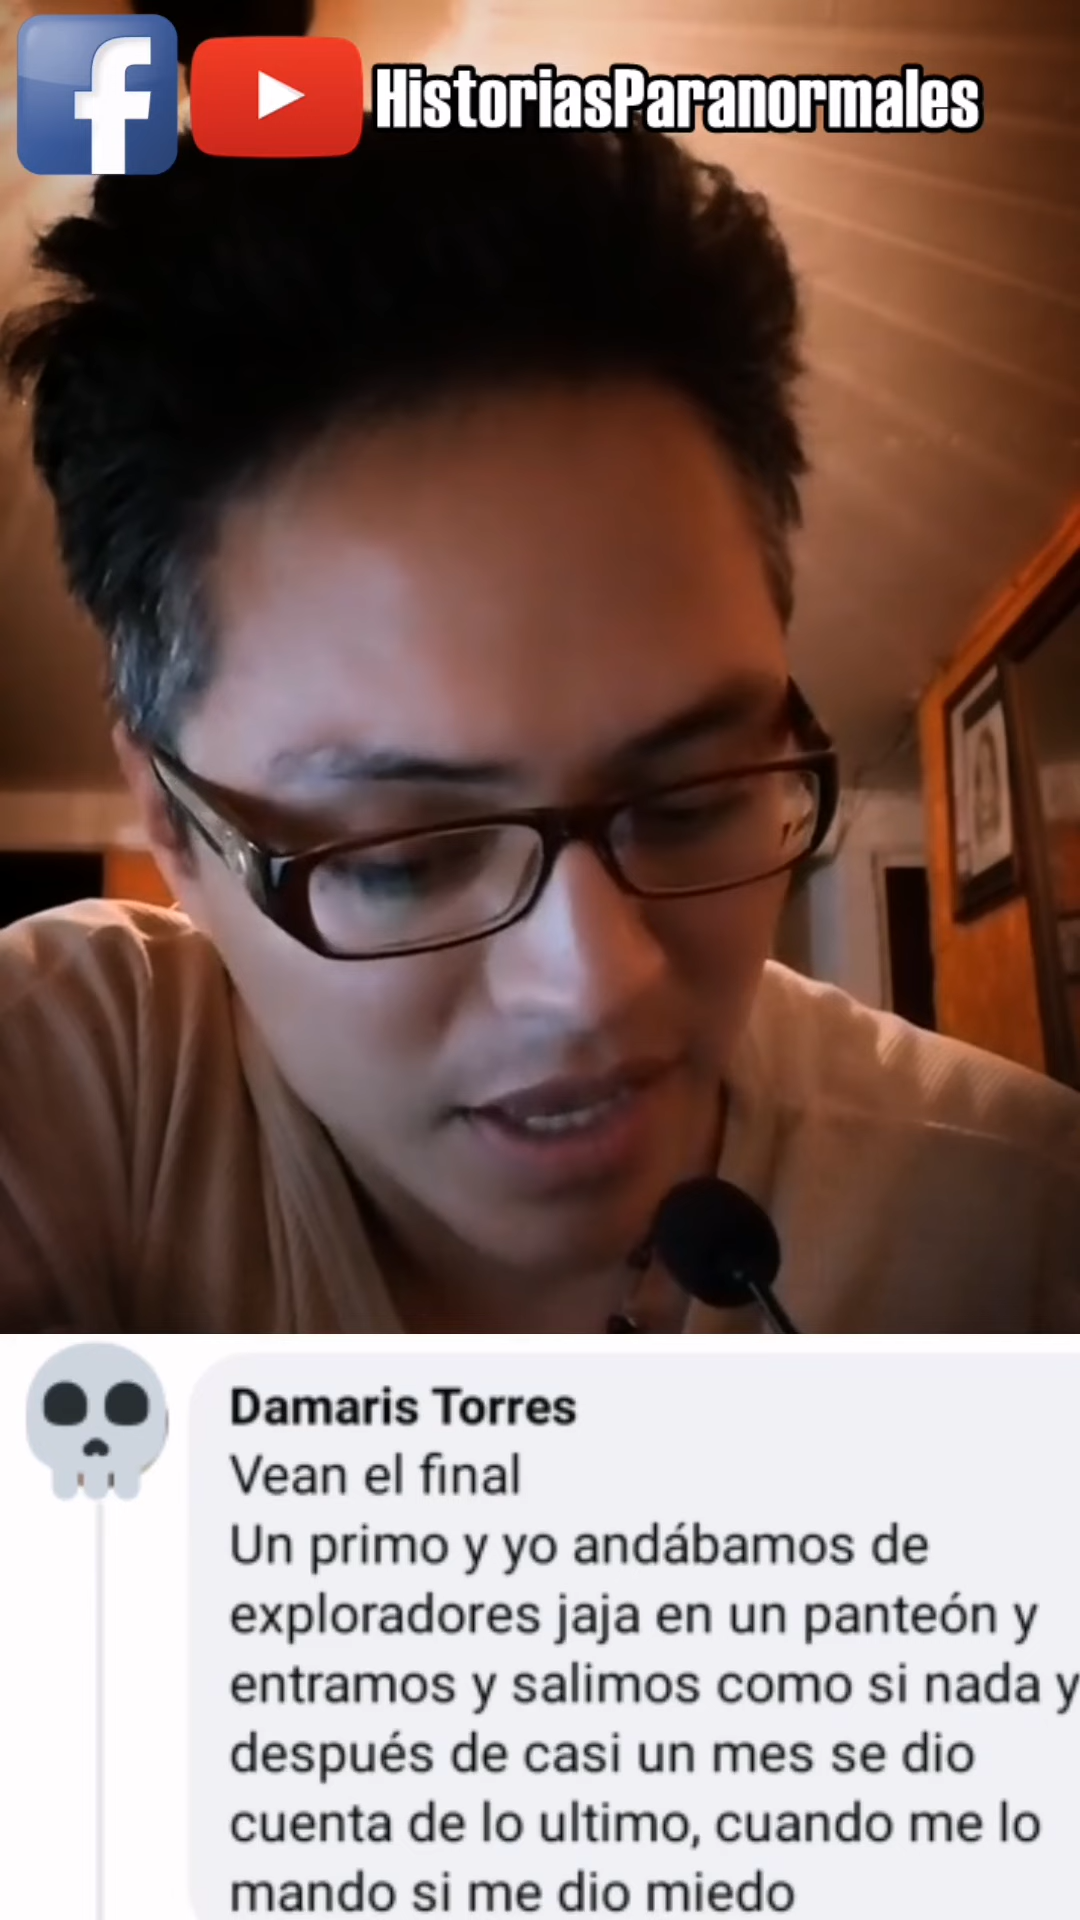 HistoriasParanormales
Damaris Torres
Vean el final
Un primo y yo andábamos de
exploradores jaja en un panteón y
entramos y salimos como si nada y
después de casi un mes se dio
cuenta de lo ultimo, cuando me lo
mando si me dio miedo